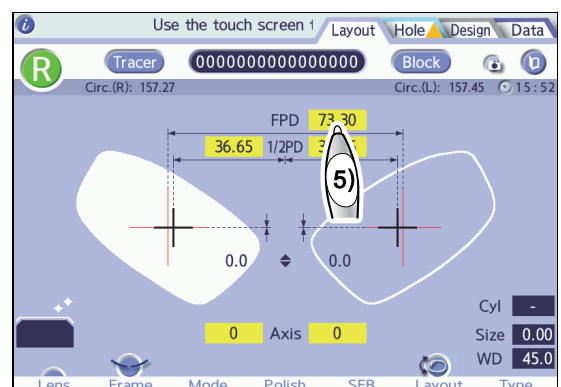 Use the touch screen
Layout Hole Design Data
R Tracer 0000000000000000 Block
Circ.(R): 157.27 Circ.(L): 157.45 15:52
FPD 73.30
36.65 1/2PD
5)
0.0 0.0
Cyl -
0 Axis 0
Size 0.00
WD 45.0
Lens Frame Mode Polish SFB Layout Type